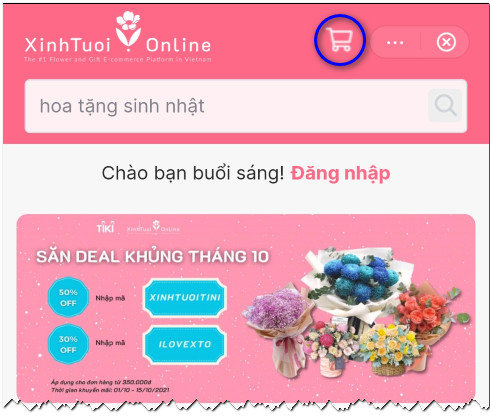 XinhTuoi Online
The #1 Flower and Gift E-commerce Platform in Vietnam
hoa tặng sinh nhật
Chào bạn buổi sáng! Đăng nhập
TIKI XinhTuoi Online
SĂN DEAL KHỦNG THÁNG 10
50% OFF Nhập mã XINHTUOITINI
30% OFF Nhập mã ILOVEXTO
Áp dụng cho đơn hàng từ 350.000đ
Thời gian khuyến mãi: 01/10 - 15/10/2021